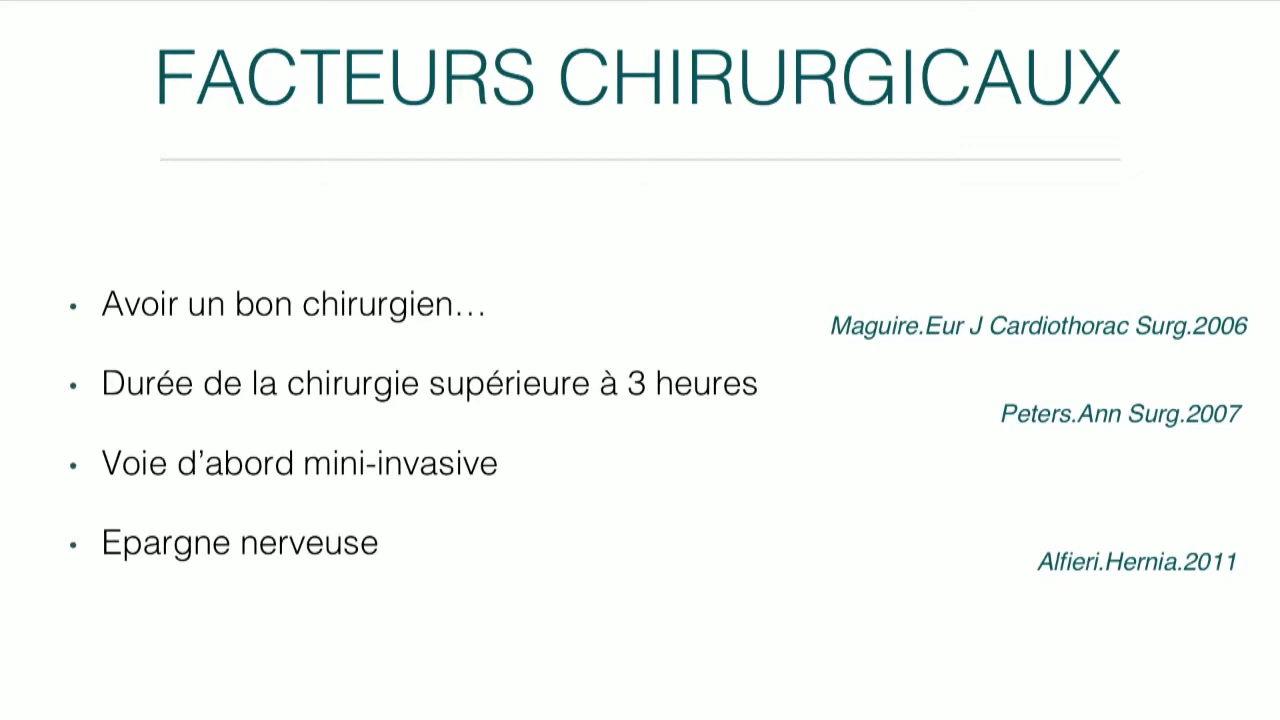 FACTEURS CHIRURGICAUX
• Avoir un bon chirurgien…
Maguire.Eur J Cardiothorac Surg.2006
• Durée de la chirurgie supérieure à 3 heures
Peters.Ann Surg.2007
• Voie d’abord mini-invasive
• Epargne nerveuse
Alfieri.Hernia.2011